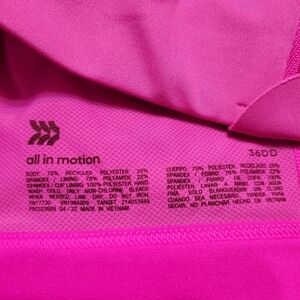 all in motion.
36DD
BODY: 75% RECYCLED POLYESTER 25%
SPANDEX / LINING: 78% POLYAMIDE 22%
SPANDEX / CUP LINING: 100% POLYESTER HAND
WASH COLD. ONLY NON-CHLORINE BLEACH
WHEN NEEDED. LINE DRY. DO NOT IRON.
TARGET
MADE IN VIETNAM
CUERPO: 75% POLIÉSTER RECICLADO 25%
SPANDEX / FORRO: 78% POLIAMIDA 22%
SPANDEX / FORRO DE COPA: 100%
POLIÉSTER. LAVAR A MANO CON AGUA
FRÍA. SOLO BLANQUEADOR SIN CLORO
CUANDO SEA NECESARIO. TENDER PARA
SECAR. NO PLANCHAR HECHO EN VIETNAM